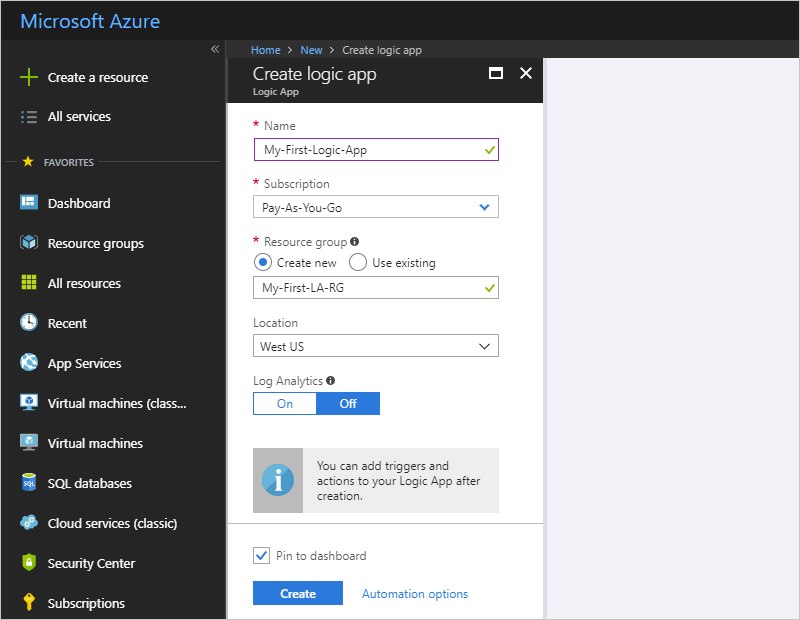 Microsoft Azure
«
Home > New > Create logic app
Create a resource
All services
FAVORITES
Dashboard
Resource groups
All resources
Recent
App Services
Virtual machines (class...
Virtual machines
SQL databases
Cloud services (classic)
Security Center
Subscriptions
Create logic app
Logic App
* Name
My-First-Logic-App
* Subscription
Pay-As-You-Go
* Resource group
Create new Use existing
My-First-LA-RG
Location
West US
Log Analytics
On Off
You can add triggers and
actions to your Logic App after
creation.
Pin to dashboard
Create Automation options